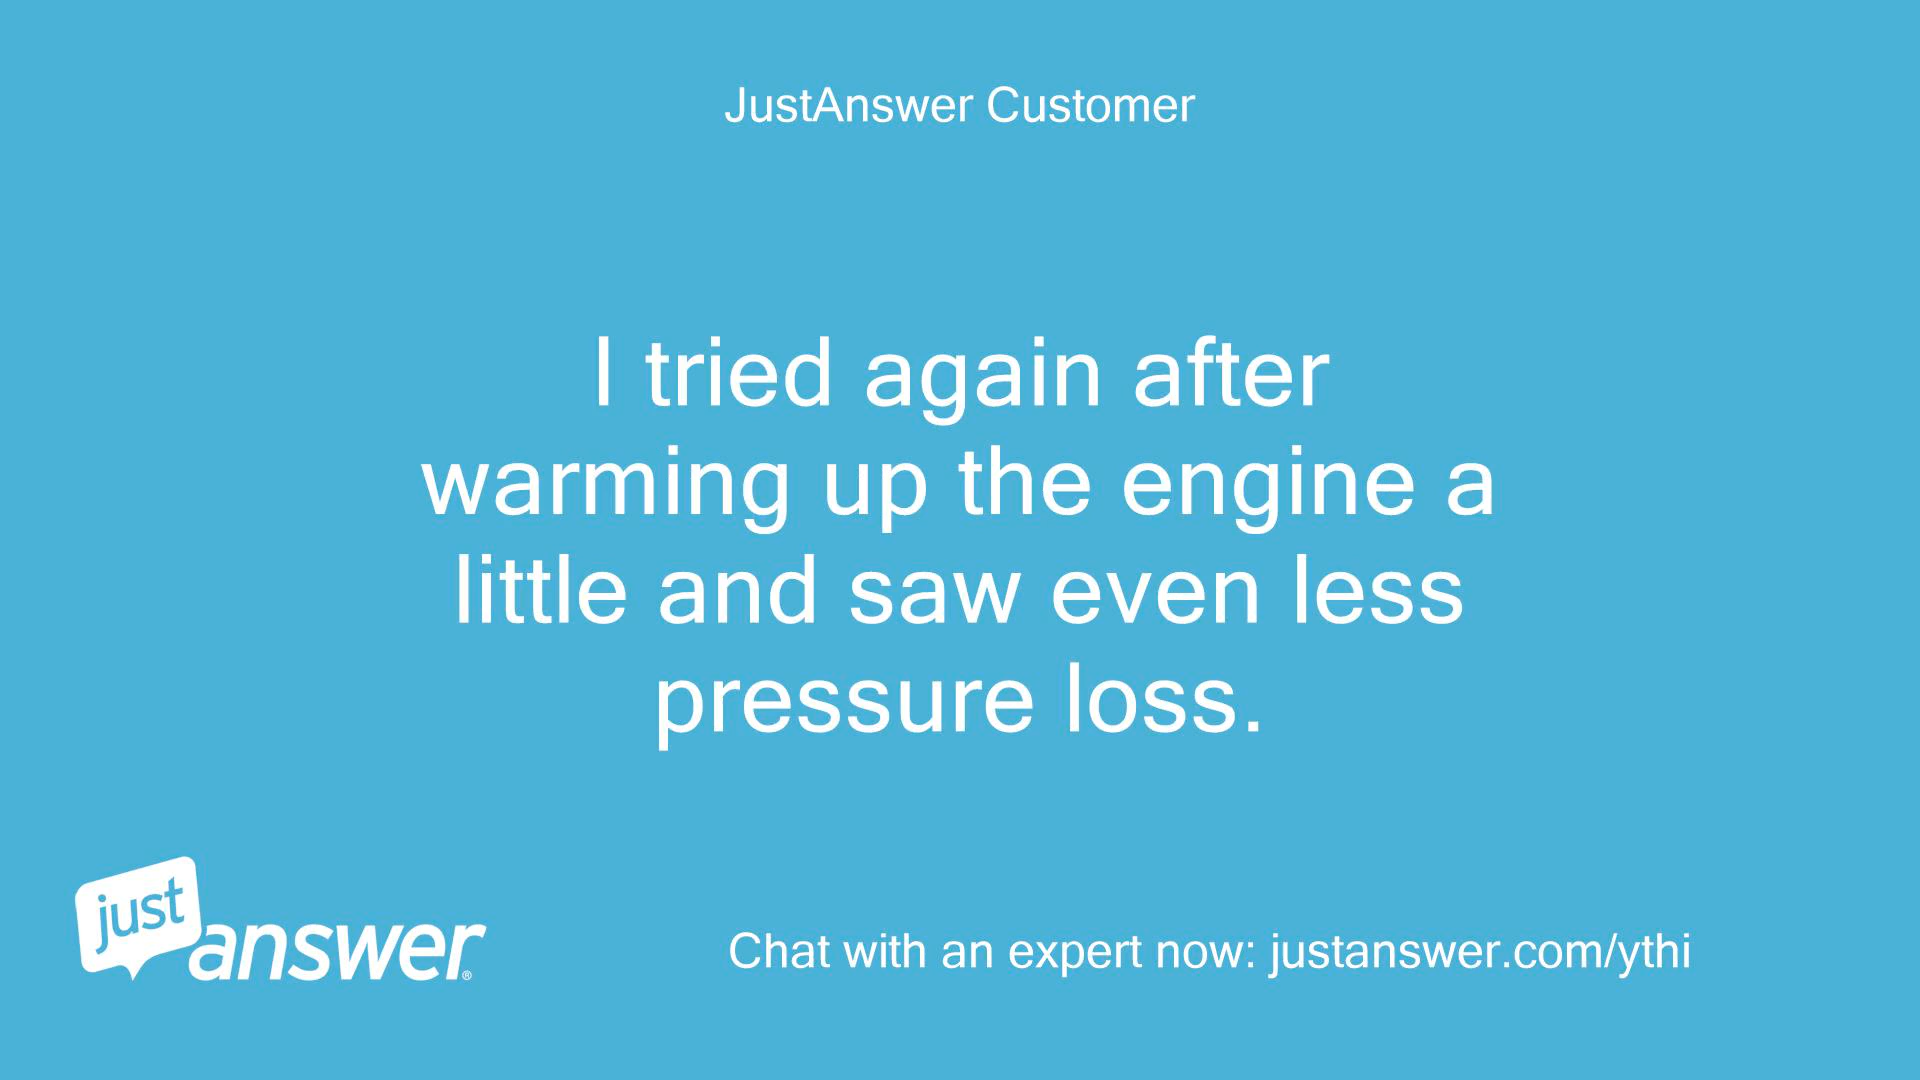 JustAnswer Customer
I tried again after
warming up the engine a
little and saw even less
pressure loss.
just
answer®
Chat with an expert now: justanswer.com/ythi